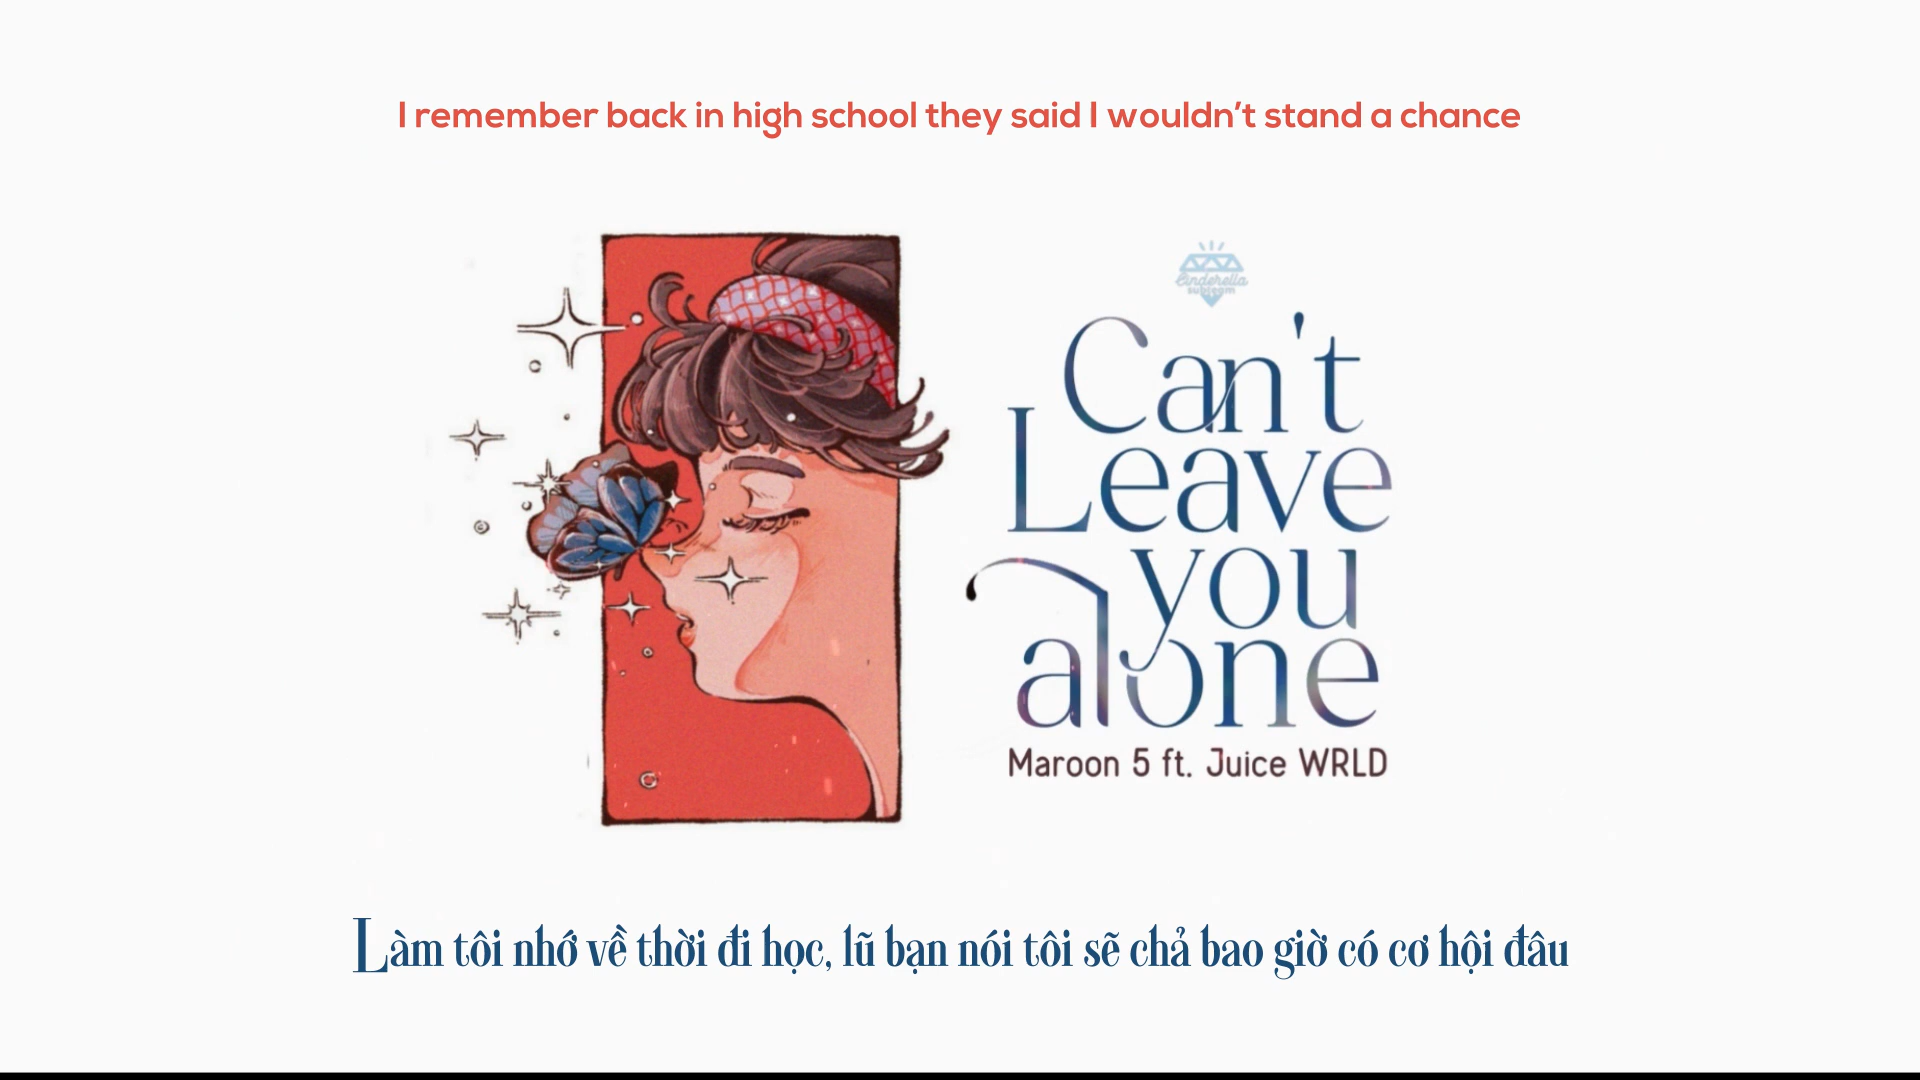 I remember back in high school they said I wouldn't stand a chance
Cinderella
subteam
Can't
Leave
you
alone
Maroon 5 ft. Juice WRLD
Làm tôi nhớ về thời đi học, lũ bạn nói tôi sẽ chả bao giờ có cơ hội đâu